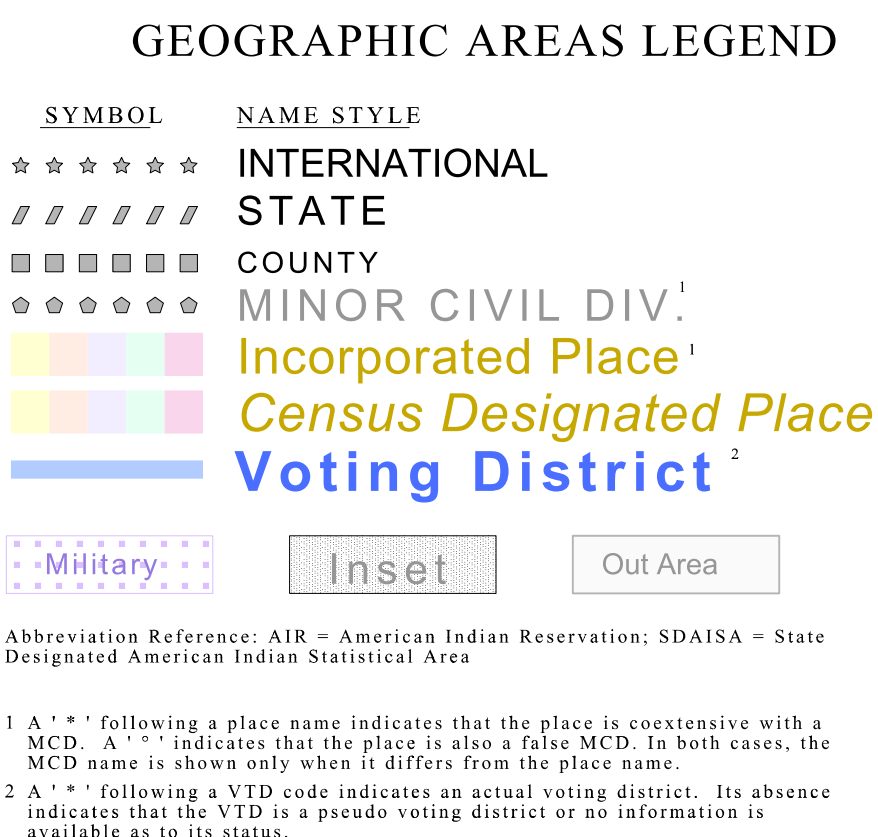 GEOGRAPHIC AREAS LEGEND
SYMBOL NAME STYLE
INTERNATIONAL
STATE
COUNTY
MINOR CIVIL DIV. 1
Incorporated Place 1
Census Designated Place
Voting District 2
Military Inset Out Area
Abbreviation Reference: AIR = American Indian Reservation; SDAISA = State
Designated American Indian Statistical Area
1 A ' * ' following a place name indicates that the place is coextensive with a
MCD. A ' ° ' indicates that the place is also a false MCD. In both cases, the
MCD name is shown only when it differs from the place name.
2 A ' * ' following a VTD code indicates an actual voting district. Its absence
indicates that the VTD is a pseudo voting district or no information is
available as to its status.